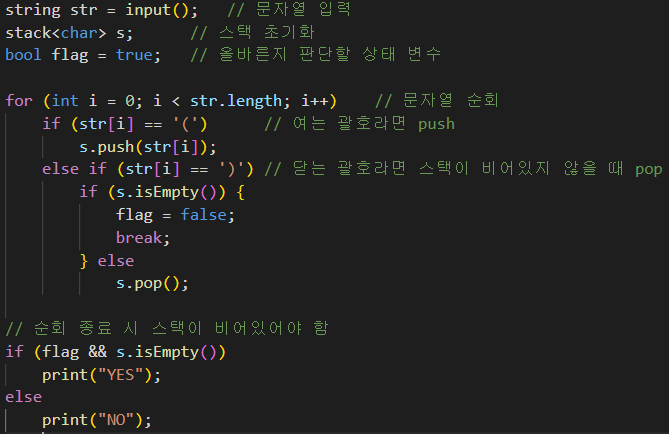 string str = input();   // 문자열 입력
stack<char> s;      // 스택 초기화
bool flag = true;   // 올바른지 판단할 상태 변수
for (int i = 0; i < str.length; i++)    // 문자열 순회
    if (str[i] == '(')      // 여는 괄호라면 push
        s.push(str[i]);
    else if (str[i] == ')') // 닫는 괄호라면 스택이 비어있지 않을 때 pop
        if (s.isEmpty()) {
            flag = false;
            break;
        } else
            s.pop();
// 순회 종료 시 스택이 비어있어야 함
if (flag && s.isEmpty())
    print("YES");
else
    print("NO");